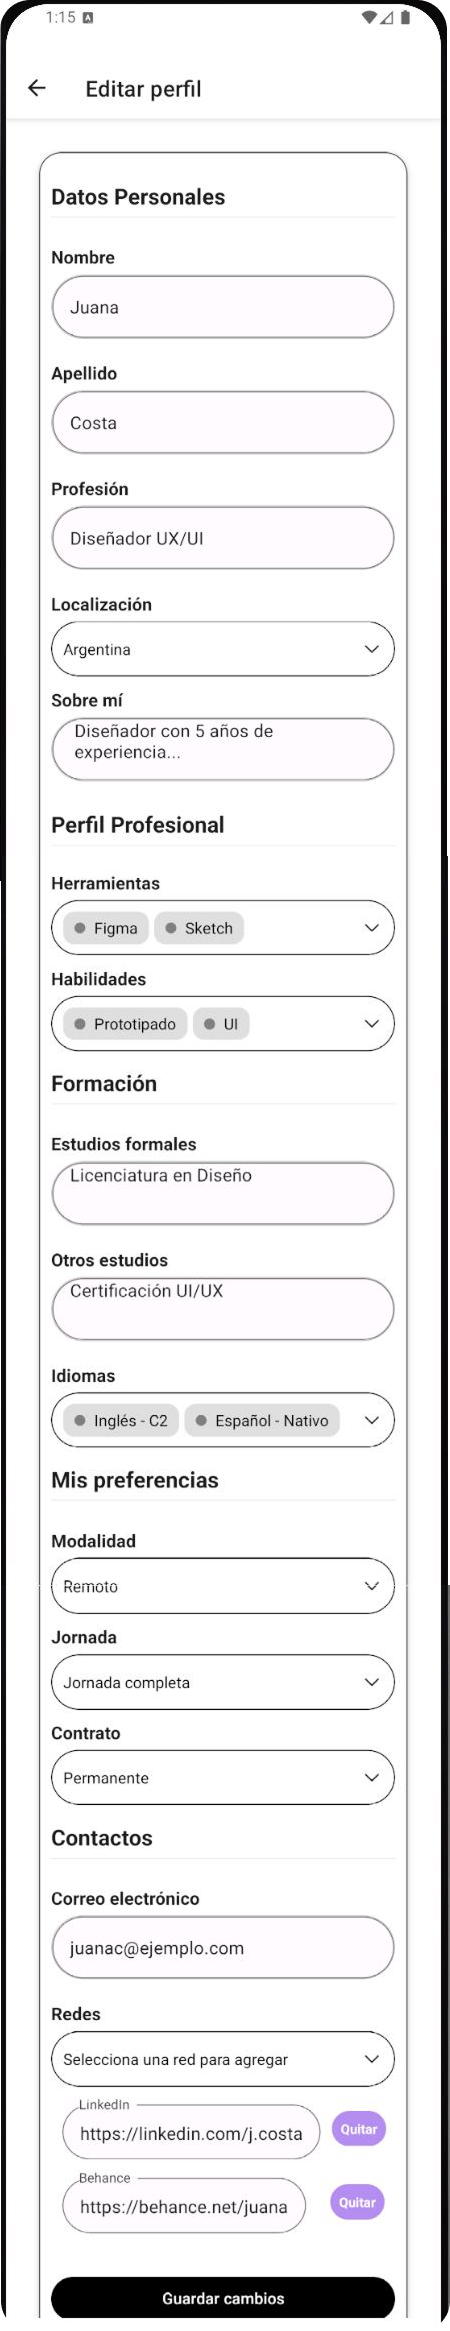 1:15 A
Editar perfil
Datos Personales
Nombre
Juana
Apellido
Costa
Profesión
Diseñador UX/UI
Localización
Argentina
Sobre mí
Diseñador con 5 años de
experiencia...
Perfil Profesional
Herramientas
Figma Sketch
Habilidades
Prototipado UI
Formación
Estudios formales
Licenciatura en Diseño
Otros estudios
Certificación UI/UX
Idiomas
Inglés - C2 Español - Nativo
Mis preferencias
Modalidad
Remoto
Jornada
Jornada completa
Contrato
Permanente
Contactos
Correo electrónico
juanac@ejemplo.com
Redes
Selecciona una red para agregar
LinkedIn
https://linkedin.com/j.costa Quitar
Behance
https://behance.net/juana Quitar
Guardar cambios